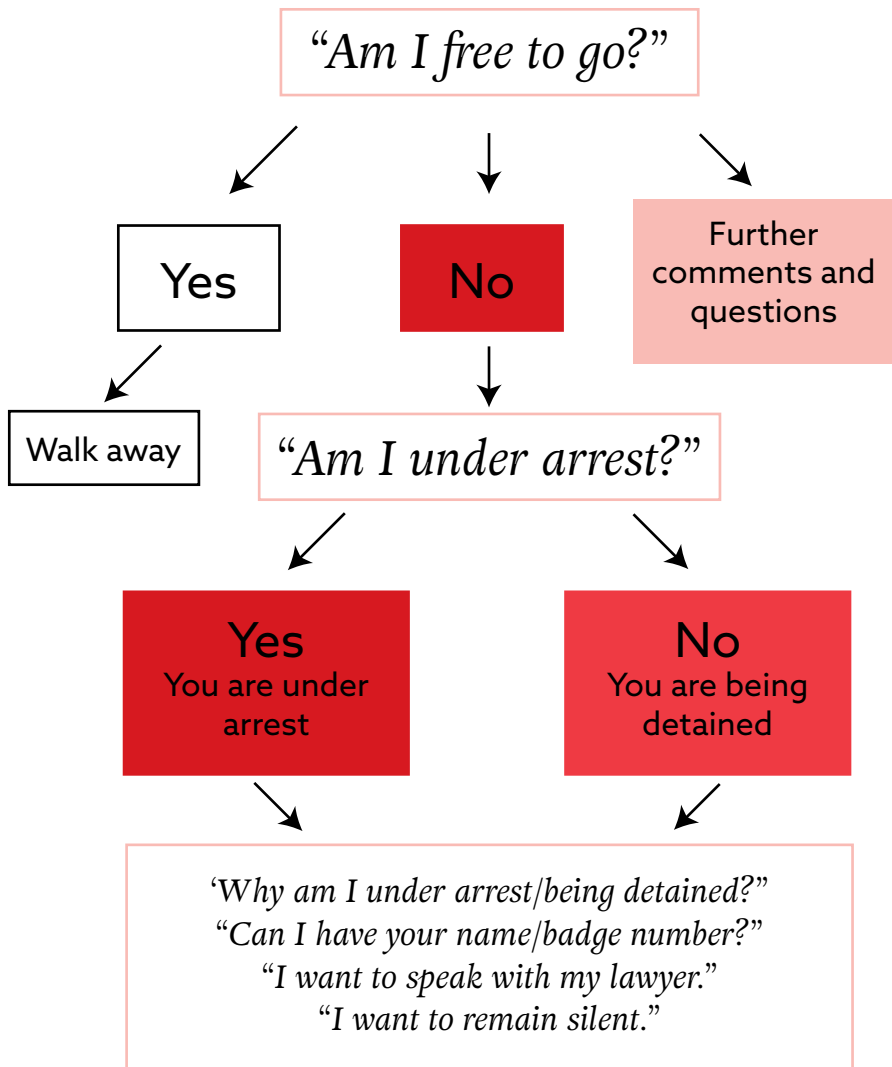 “Am I free to go?”
Yes
No
Further
comments and
questions
Walk away
“Am I under arrest?”
Yes
You are under
arrest
No
You are being
detained
‘Why am I under arrest/being detained?”
“Can I have your name/badge number?”
“I want to speak with my lawyer.”
“I want to remain silent.”